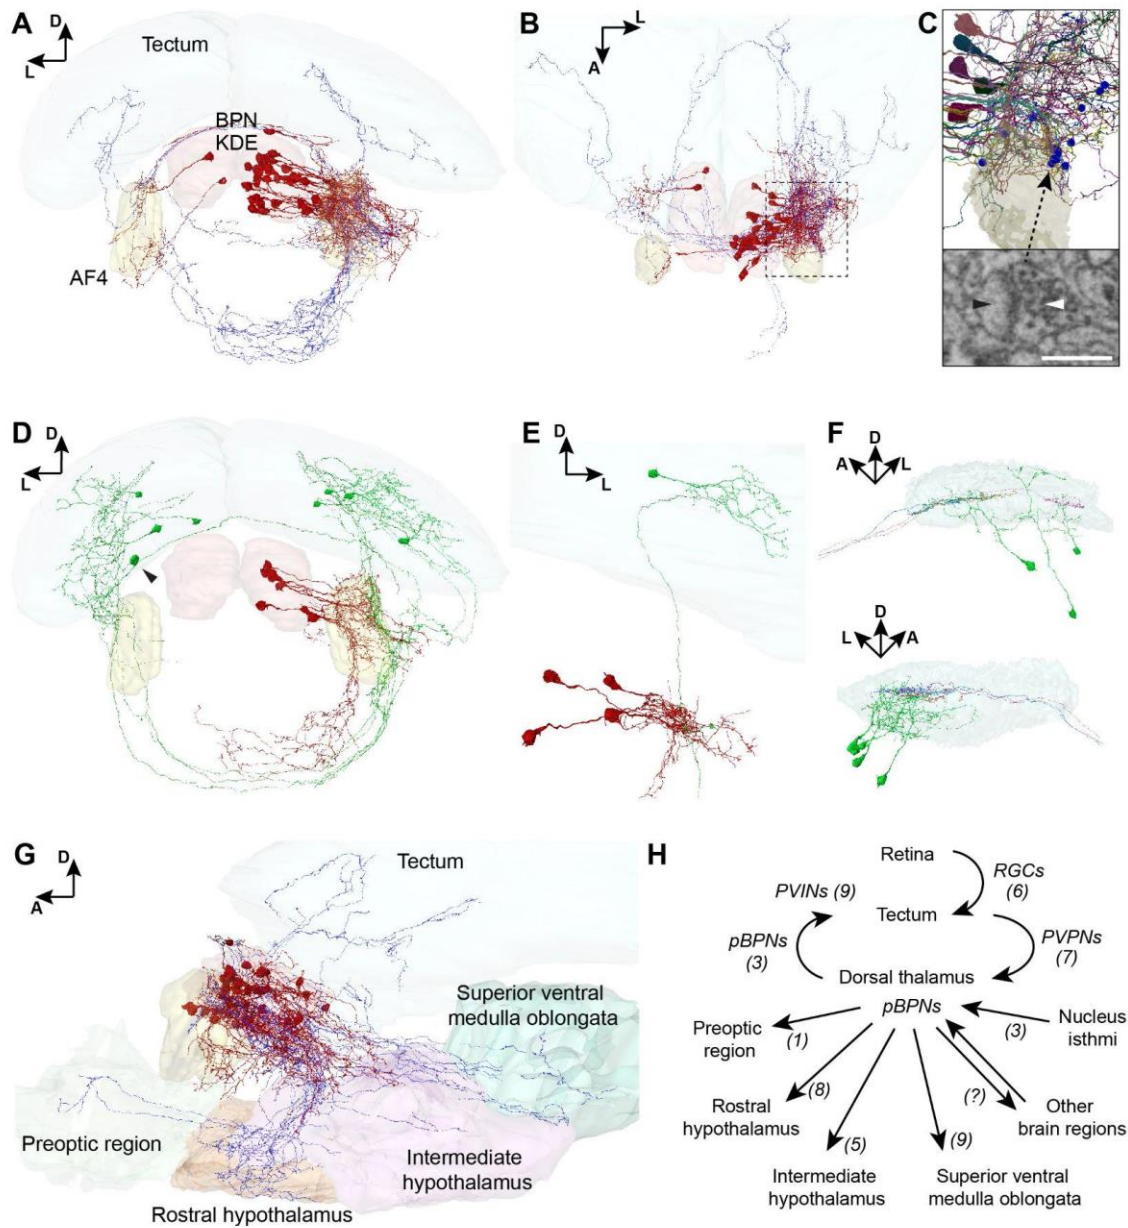 A
D
L
Tectum
BPN
KDE
AF4
B
L
A
C
D
D
L
E
D
L
F
D
A
L
D
L
A
G
D
A
Tectum
Superior ventral
medulla oblongata
Preoptic region
Intermediate
hypothalamus
Rostral hypothalamus
H
Retina
RGCs
(6)
PVINs (9)
Tectum
pBPNs
(3)
PVPNs
(7)
Dorsal thalamus
pBPNs
Preoptic
region
(1)
(3)
Nucleus
isthmi
Rostral
hypothalamus
(8)
(?)
Other
brain regions
(5)
(9)
Intermediate
hypothalamus
Superior ventral
medulla oblongata